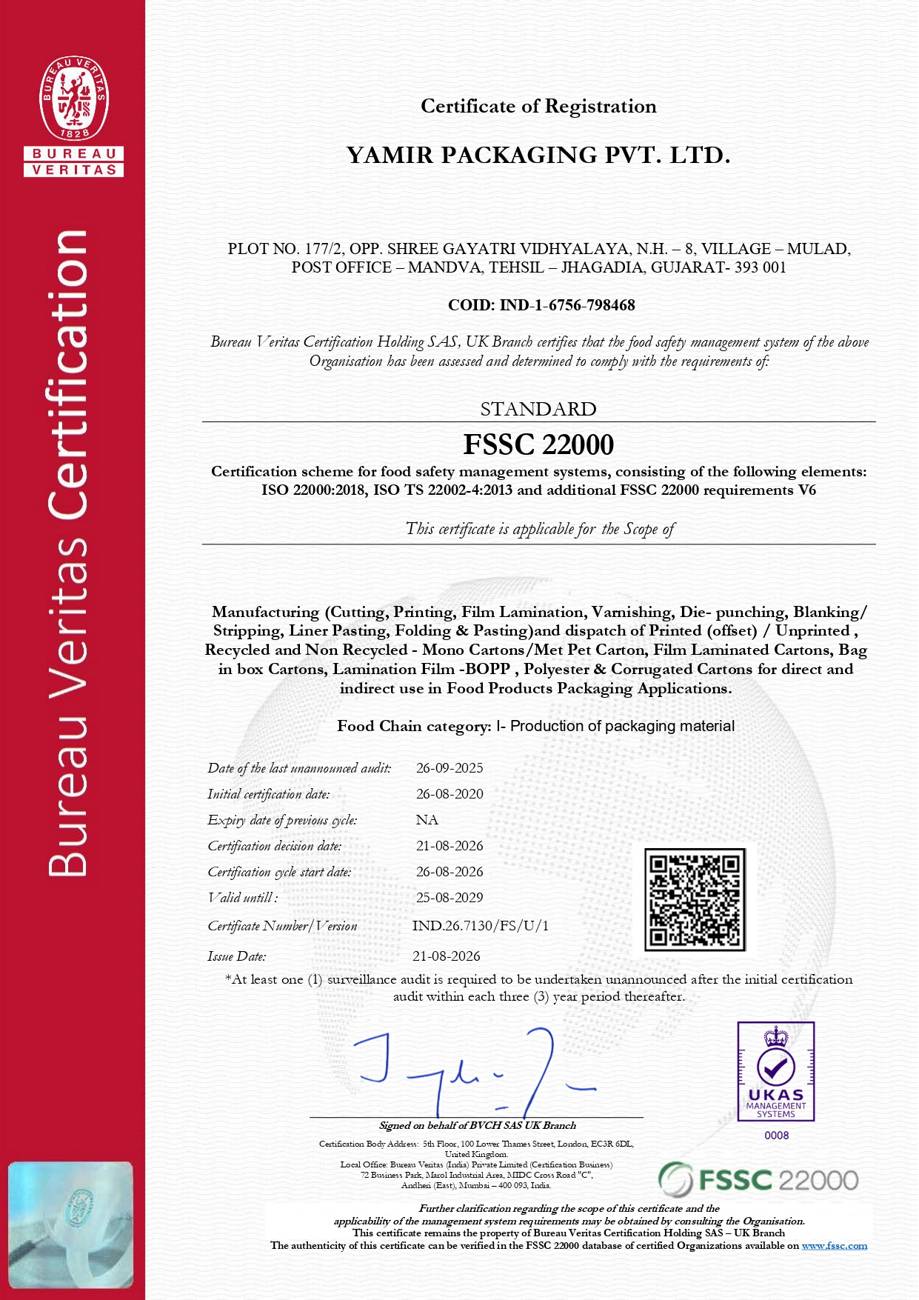 BUREAU VERITAS
1828
BUREAU
VERITAS
Bureau Veritas Certification
Certificate of Registration
YAMIR PACKAGING PVT. LTD.
PLOT NO. 177/2, OPP. SHREE GAYATRI VIDHYALAYA, N.H. – 8, VILLAGE – MULAD,
POST OFFICE – MANDVA, TEHSIL – JHAGADIA, GUJARAT- 393 001
COID: IND-1-6756-798468
Bureau Veritas Certification Holding SAS, UK Branch certifies that the food safety management system of the above
Organisation has been assessed and determined to comply with the requirements of:
STANDARD
FSSC 22000
Certification scheme for food safety management systems, consisting of the following elements:
ISO 22000:2018, ISO TS 22002-4:2013 and additional FSSC 22000 requirements V6
This certificate is applicable for the Scope of
Manufacturing (Cutting, Printing, Film Lamination, Varnishing, Die- punching, Blanking/
Stripping, Liner Pasting, Folding & Pasting)and dispatch of Printed (offset) / Unprinted ,
Recycled and Non Recycled - Mono Cartons/Met Pet Carton, Film Laminated Cartons, Bag
in box Cartons, Lamination Film -BOPP , Polyester & Corrugated Cartons for direct and
indirect use in Food Products Packaging Applications.
Food Chain category: I- Production of packaging material
Date of the last unannounced audit: 26-09-2025
Initial certification date: 26-08-2020
Expiry date of previous cycle: NA
Certification decision date: 21-08-2026
Certification cycle start date: 26-08-2026
Valid untill : 25-08-2029
Certificate Number/Version IND.26.7130/FS/U/1
Issue Date: 21-08-2026
*At least one (1) surveillance audit is required to be undertaken unannounced after the initial certification
audit within each three (3) year period thereafter.
Signed on behalf of BVCH SAS UK Branch
Certification Body Address: 5th Floor, 100 Lower Thames Street, London, EC3R 6DL,
United Kingdom.
Local Office: Bureau Veritas (India) Private Limited (Certification Business)
72 Business Park, Marol Industrial Area, MIDC Cross Road "C",
Andheri (East), Mumbai – 400 093, India.
UKAS
MANAGEMENT
SYSTEMS
0008
FSSC 22000
Further clarification regarding the scope of this certificate and the
applicability of the management system requirements may be obtained by consulting the Organisation.
This certificate remains the property of Bureau Veritas Certification Holding SAS – UK Branch
The authenticity of this certificate can be verified in the FSSC 22000 database of certified Organizations available on www.fssc.com